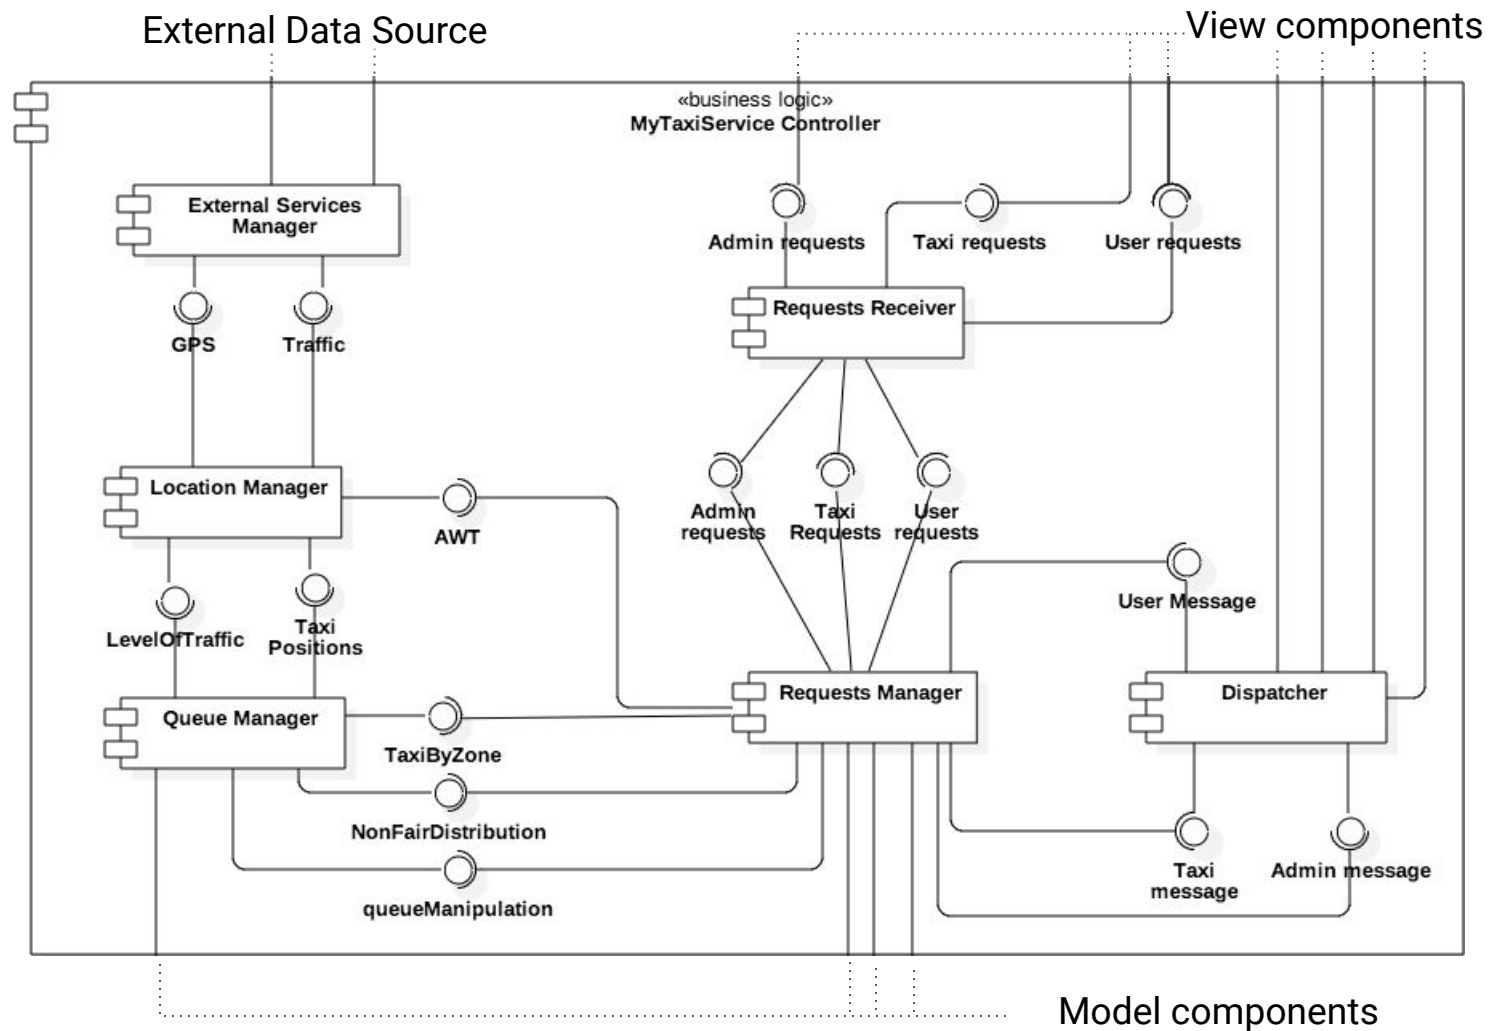 External Data Source
View components
«business logic»
MyTaxiService Controller
External Services
Manager
Admin requests
Taxi requests
User requests
Requests Receiver
GPS
Traffic
Location Manager
AWT
Admin
requests
Taxi
Requests
User
requests
User Message
LevelOfTraffic
Taxi
Positions
Queue Manager
Requests Manager
Dispatcher
TaxiByZone
NonFairDistribution
Taxi
message
Admin message
queueManipulation
Model components